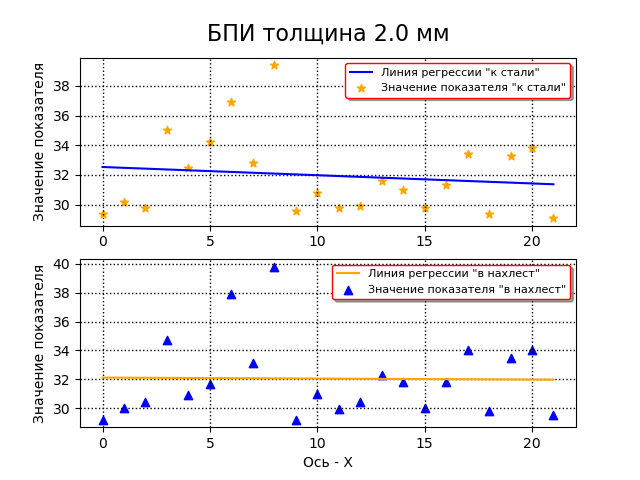 БПИ толщина 2.0 мм
Значение показателя
38
36
34
32
30
Линия регрессии "к стали"
Значение показателя "к стали"
0 5 10 15 20
Значение показателя
40
38
36
34
32
30
Линия регрессии "в нахлест"
Значение показателя "в нахлест"
0 5 10 15 20
Ось - X